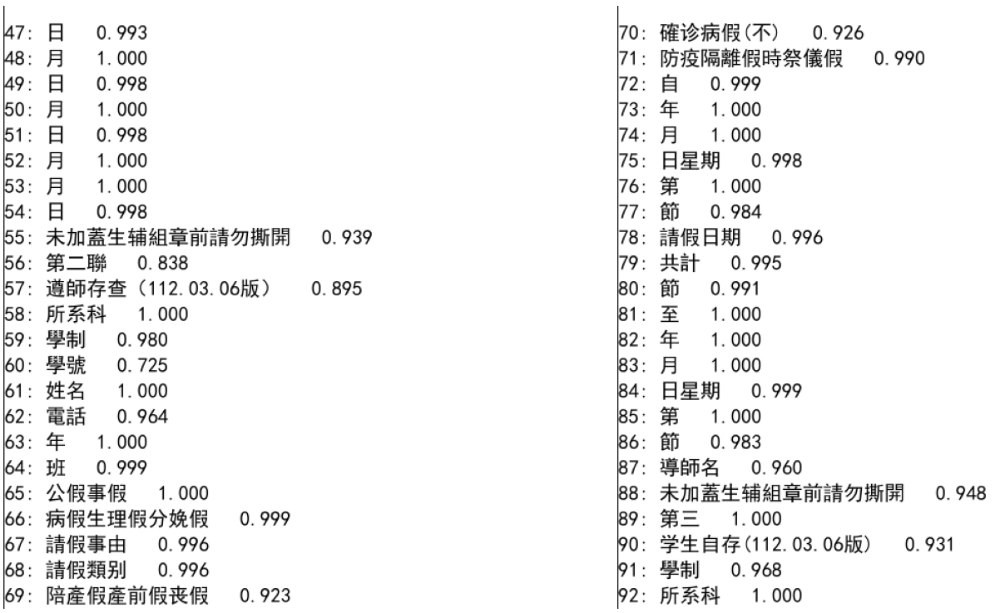 47: 日 0.993
48: 月 1.000
49: 日 0.998
50: 月 1.000
51: 日 0.998
52: 月 1.000
53: 月 1.000
54: 日 0.998
55: 未加蓋生辅組章前請勿撕開 0.939
56: 第二聯 0.838
57: 遵師存查（112.03.06版） 0.895
58: 所系科 1.000
59: 學制 0.980
60: 學號 0.725
61: 姓名 1.000
62: 電話 0.964
63: 年 1.000
64: 班 0.999
65: 公假事假 1.000
66: 病假生理假分娩假 0.999
67: 請假事由 0.996
68: 請假類别 0.996
69: 陪產假產前假丧假 0.923
70: 確诊病假(不) 0.926
71: 防疫隔離假時祭儀假 0.990
72: 自 0.999
73: 年 1.000
74: 月 1.000
75: 日星期 0.998
76: 第 1.000
77: 節 0.984
78: 請假日期 0.996
79: 共計 0.995
80: 節 0.991
81: 至 1.000
82: 年 1.000
83: 月 1.000
84: 日星期 0.999
85: 第 1.000
86: 節 0.983
87: 導師名 0.960
88: 未加蓋生辅組章前請勿撕開 0.948
89: 第三 1.000
90: 学生自存(112.03.06版) 0.931
91: 學制 0.968
92: 所系科 1.000